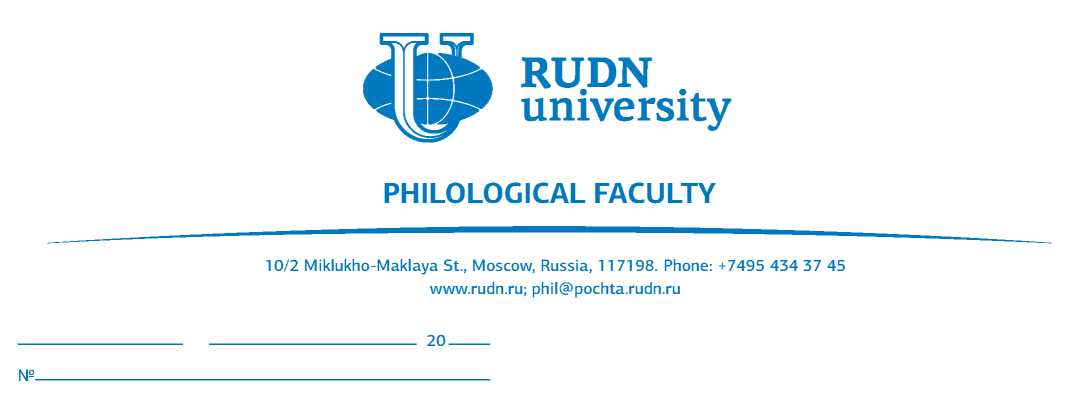 RUDN
university
PHILOLOGICAL FACULTY
10/2 Miklukho-Maklaya St., Moscow, Russia, 117198. Phone: +7495 434 37 45
www.rudn.ru; phil@pochta.rudn.ru
20
№